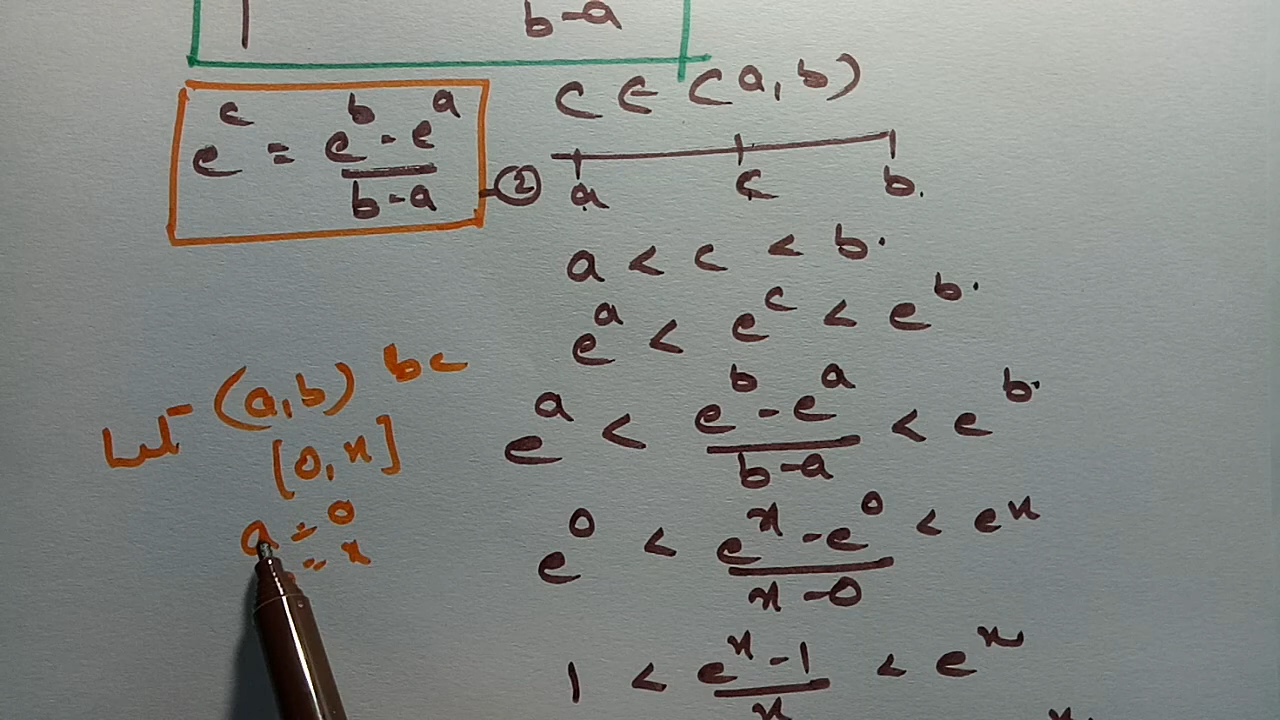 b-a
e^c = (e^b - e^a)/(b-a) - ②
c ∈ (a, b)
a c b.
a < c < b.
e^a < e^c < e^b.
Let (a, b) be
[0, x]
a = 0
= x
e^a < (e^b - e^a)/(b-a) < e^b.
e^0 < (e^x - e^0)/(x-0) < e^x
1 < (e^x - 1)/x < e^x